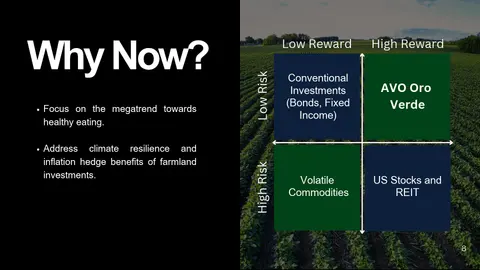 Why Now?
• Focus on the megatrend towards
healthy eating.
• Address climate resilience and
inflation hedge benefits of farmland
investments.
Low Reward
High Reward
Low Risk
Conventional
Investments
(Bonds, Fixed
Income)
AVO Oro
Verde
High Risk
Volatile
Commodities
US Stocks and
REIT
8